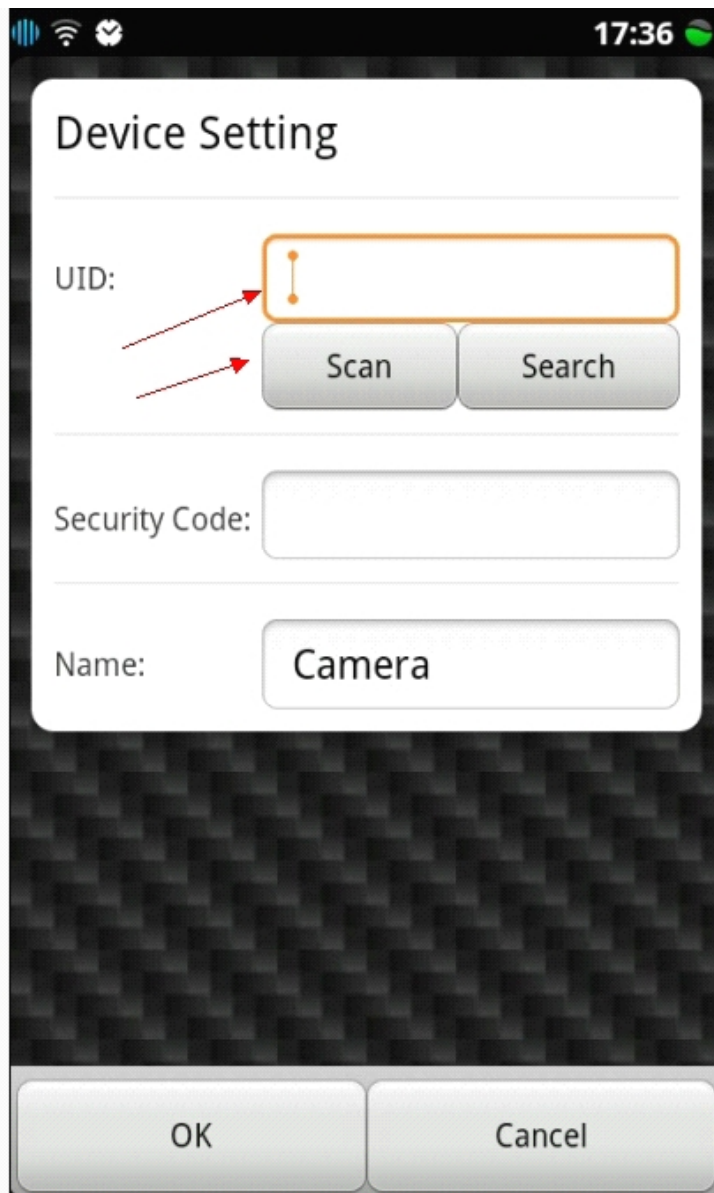 17:36
Device Setting
UID:
Scan Search
Security Code:
Name: Camera
OK Cancel